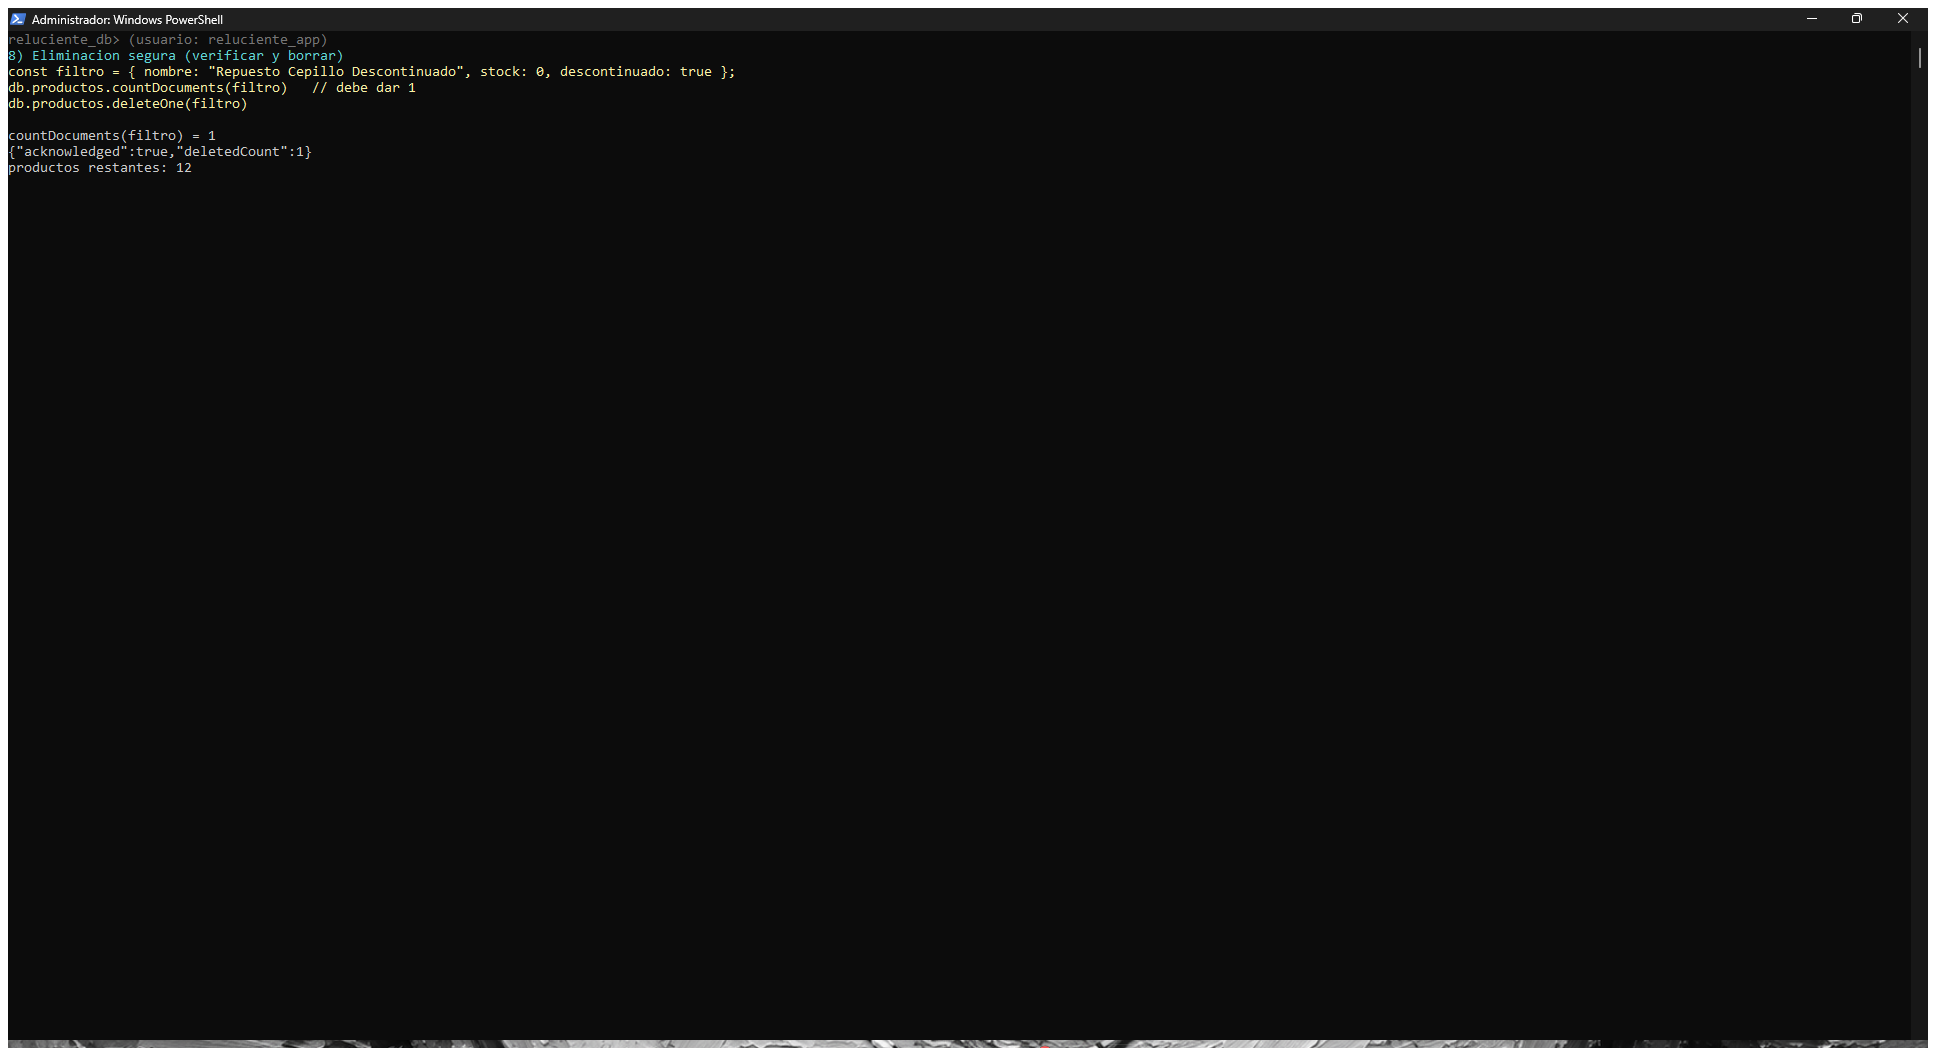 Administrador: Windows PowerShell
reluciente_db> (usuario: reluciente_app)
8) Eliminacion segura (verificar y borrar)
const filtro = { nombre: "Repuesto Cepillo Descontinuado", stock: 0, descontinuado: true };
db.productos.countDocuments(filtro)   // debe dar 1
db.productos.deleteOne(filtro)

countDocuments(filtro) = 1
{"acknowledged":true,"deletedCount":1}
productos restantes: 12